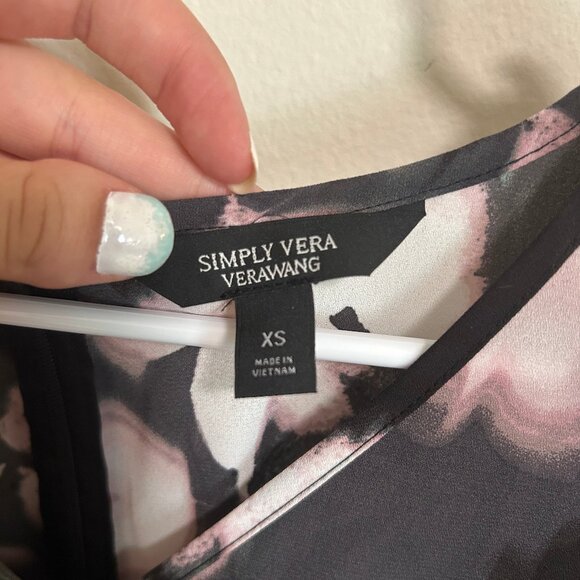 SIMPLY VERA
VERAWANG
XS
MADE IN
VIETNAM